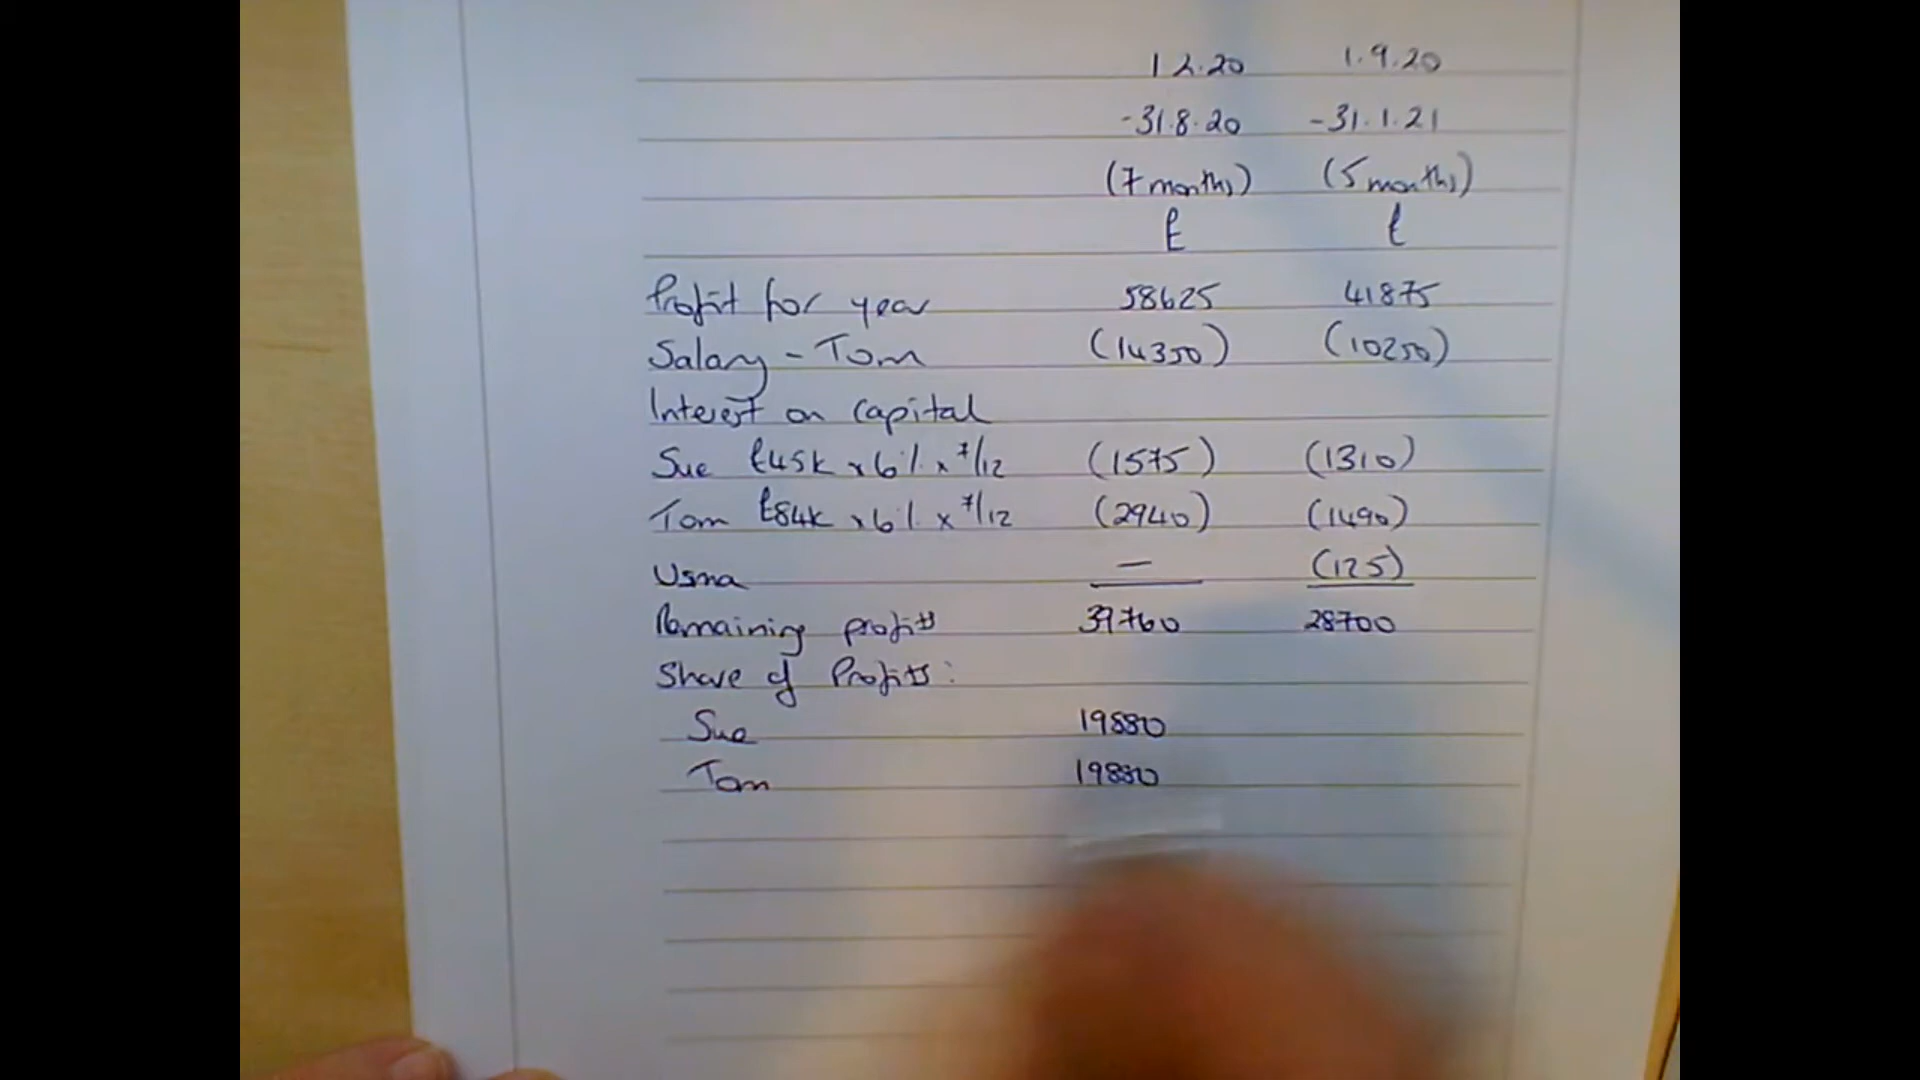 1.2.20 1.9.20
-31.8.20 -31.1.21
(7 months) (5 months)
£ £
Profit for year 58625 41875
Salary - Tom (14350) (10250)
Interest on capital
Sue £45k x 6% x 7/12 (1575) (1310)
Tom £84k x 6% x 7/12 (2940) (1490)
Usma — (125)
Remaining profits 39760 28700
Share of Profits:
Sue 19880
Tom 19880